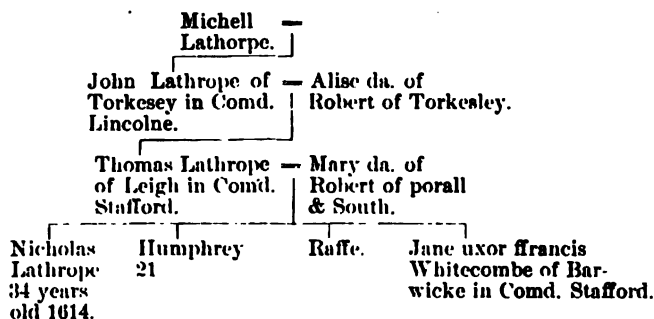 Michell
Lathorpe.
John Lathrope of
Torkesey in Comd.
Lincolne.
Alise da. of
Robert of Torkesley.
Thomas Lathrope
of Leigh in Com'd.
Stafford.
Mary da. of
Robert of porall
& South.
Nicholas
Lathrope
34 years
old 1614.
Humphrey
21
Raffe.
Jane uxor ffrancis
Whitecombe of Bar-
wicke in Comd. Stafford.